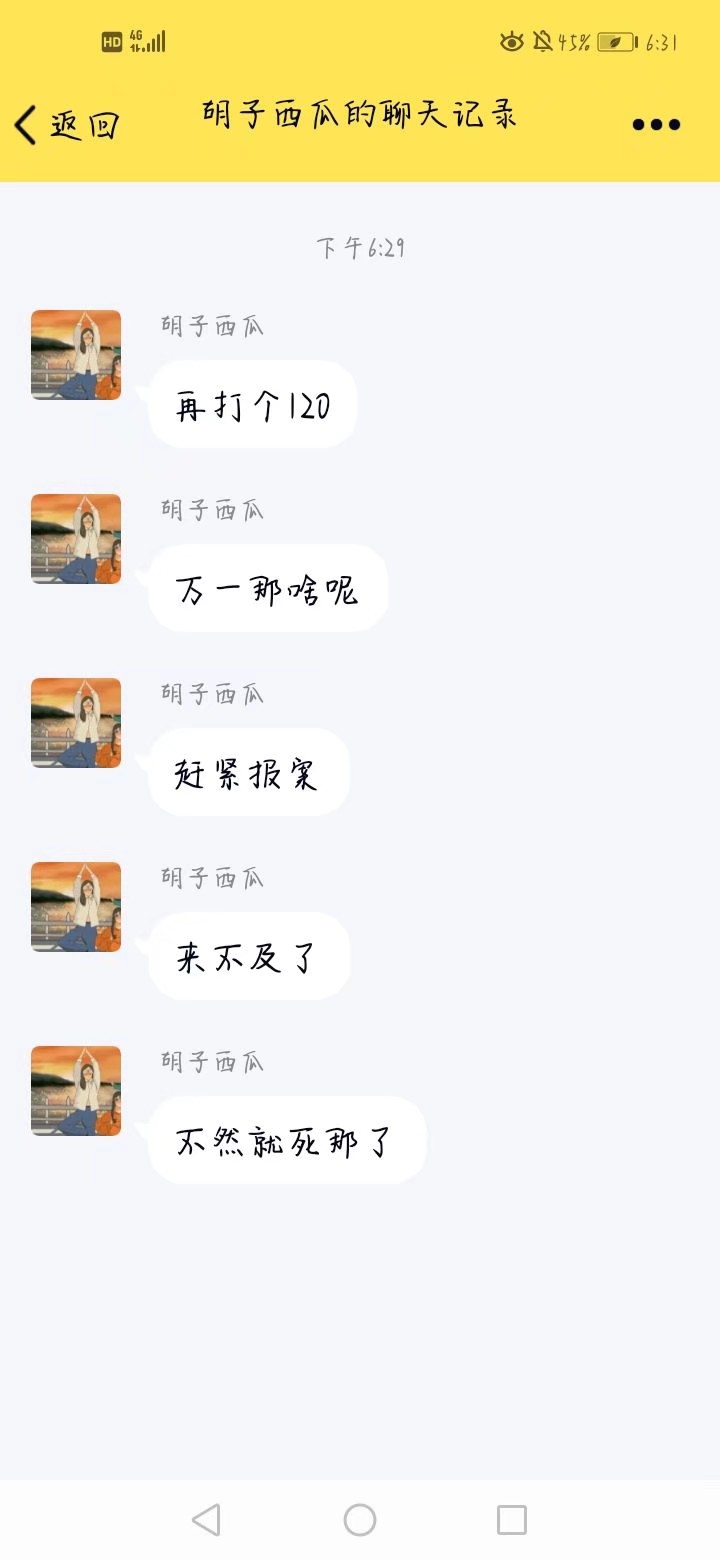 HD 4G 45% 6:31
返回 胡子西瓜的聊天记录
下午6:29
胡子西瓜
再打个120
胡子西瓜
万一那啥呢
胡子西瓜
赶紧报案
胡子西瓜
来不及了
胡子西瓜
不然就死那了